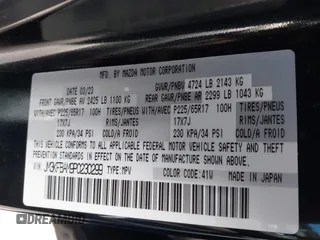 MFD. BY MAZDA MOTOR CORPORATION
DATE 03/23 GVWR/PNBV 4724 LB 2143 KG
FRONT GAWR/PNBE AV 2425 LB 1100 KG REAR GAWR/PNBE AR 2299 LB 1043 KG
WITH/AVEC P225/65R17 100H TIRES/PNEUS WITH/AVEC P225/65R17 100H TIRES/PNEUS
17X7J RIMS/JANTES 17X7J RIMS/JANTES
230 KPA/34 PSI COLD/A FROID 230 KPA/34 PSI COLD/A FROID
THIS VEHICLE CONFORMS TO ALL APPLICABLE FEDERAL MOTOR VEHICLE
SAFETY, BUMPER, AND THEFT PREVENTION STANDARDS IN EFFECT ON THE
DATE OF MANUFACTURE SHOWN ABOVE.
TYPE:MPV COLOR:41W MADE IN JAPAN
AutoHelperBot